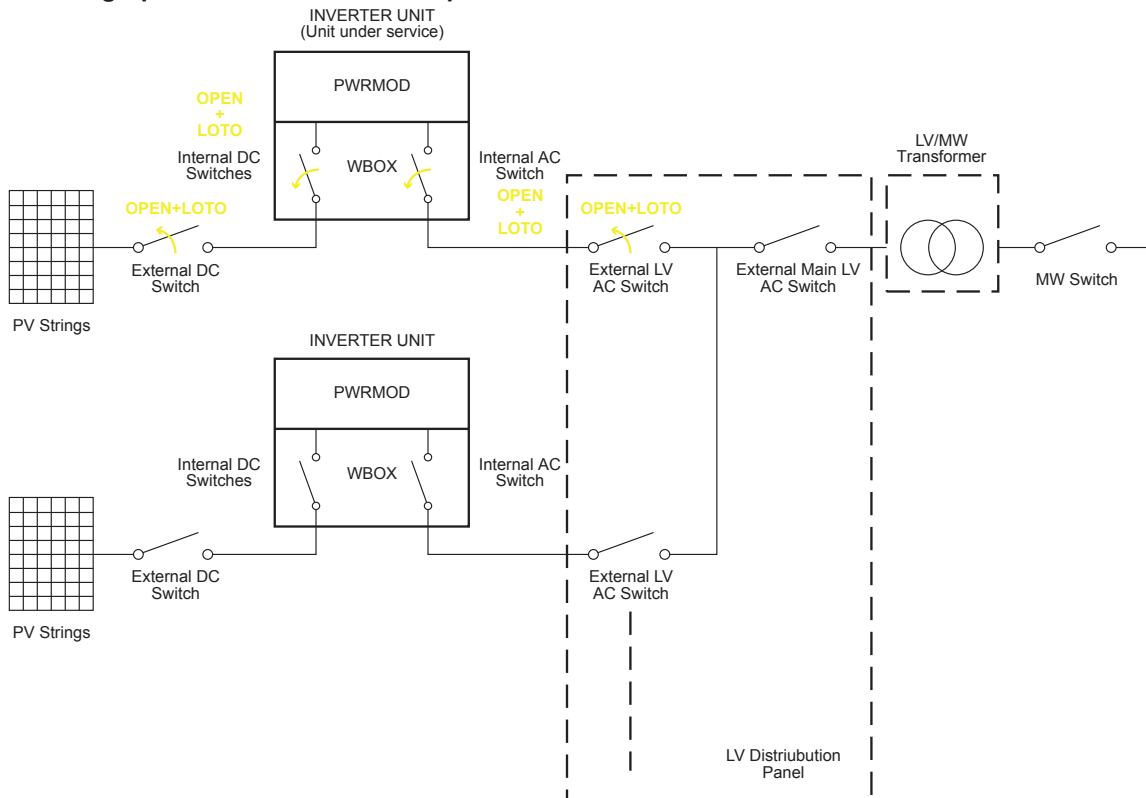 INVERTER UNIT
(Unit under service)
PWRMOD
OPEN
+
LOTO
Internal DC
Switches
WBOX
Internal AC
Switch
OPEN
+
LOTO
LV/MW
Transformer
OPEN+LOTO
OPEN+LOTO
External DC
Switch
External LV
AC Switch
External Main LV
AC Switch
MW Switch
PV Strings
INVERTER UNIT
PWRMOD
Internal DC
Switches
WBOX
Internal AC
Switch
External DC
Switch
External LV
AC Switch
PV Strings
LV Distriubution
Panel